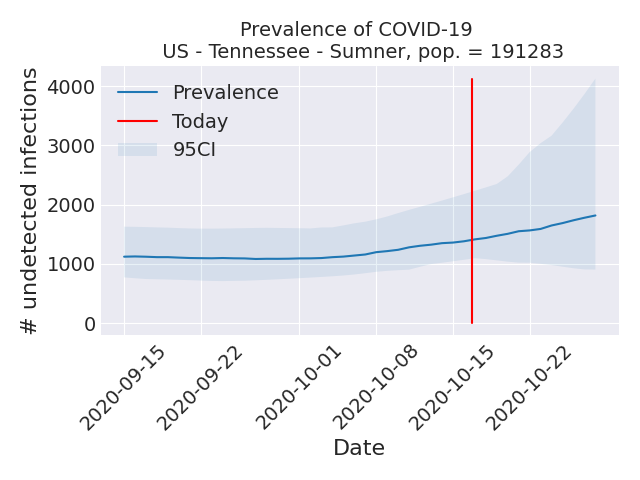 Prevalence of COVID-19
US - Tennessee - Sumner, pop. = 191283
# undetected infections
4000
3000
2000
1000
0
Prevalence
Today
95CI
2020-09-15
2020-09-22
2020-10-01
2020-10-08
2020-10-15
2020-10-22
Date